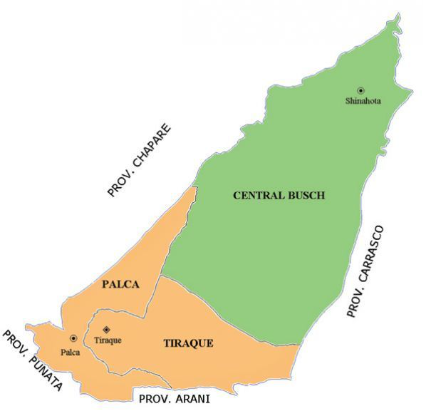 Shinahota
PROV. CHAPARE
CENTRAL BUSCH
PROV. CARRASCO
PALCA
Tiraque
TIRAQUE
Palca
PROV. PUNATA
PROV. ARANI